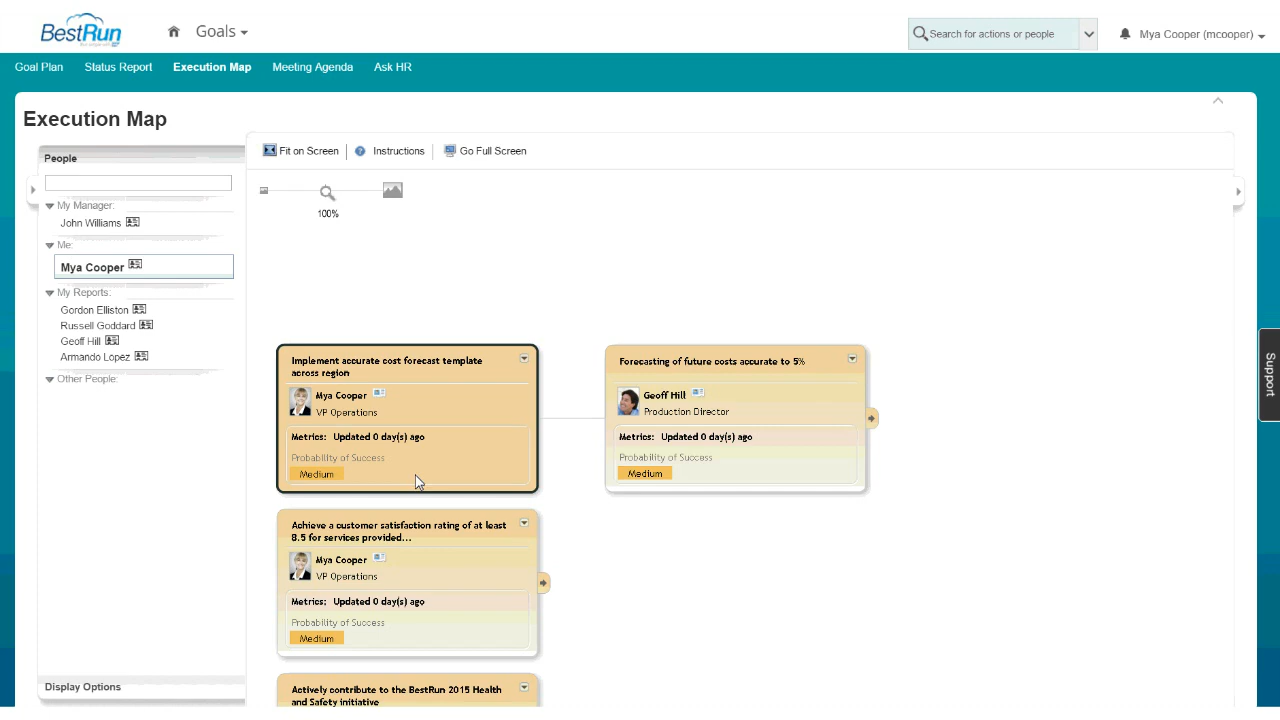 BestRun
Goals
Search for actions or people
Mya Cooper (mcooper)
Goal Plan
Status Report
Execution Map
Meeting Agenda
Ask HR
Execution Map
People
My Manager:
John Williams
Me:
Mya Cooper
My Reports:
Gordon Elliston
Russell Goddard
Geoff Hill
Armando Lopez
Other People:
Display Options
Fit on Screen
Instructions
Go Full Screen
100%
Implement accurate cost forecast template
across region
Mya Cooper
VP Operations
Metrics: Updated 0 day(s) ago
Probability of Success
Medium
Forecasting of future costs accurate to 5%
Geoff Hill
Production Director
Metrics: Updated 0 day(s) ago
Probability of Success
Medium
Achieve a customer satisfaction rating of at least
8.5 for services provided...
Mya Cooper
VP Operations
Metrics: Updated 0 day(s) ago
Probability of Success
Medium
Actively contribute to the BestRun 2015 Health
and Safety initiative
Support